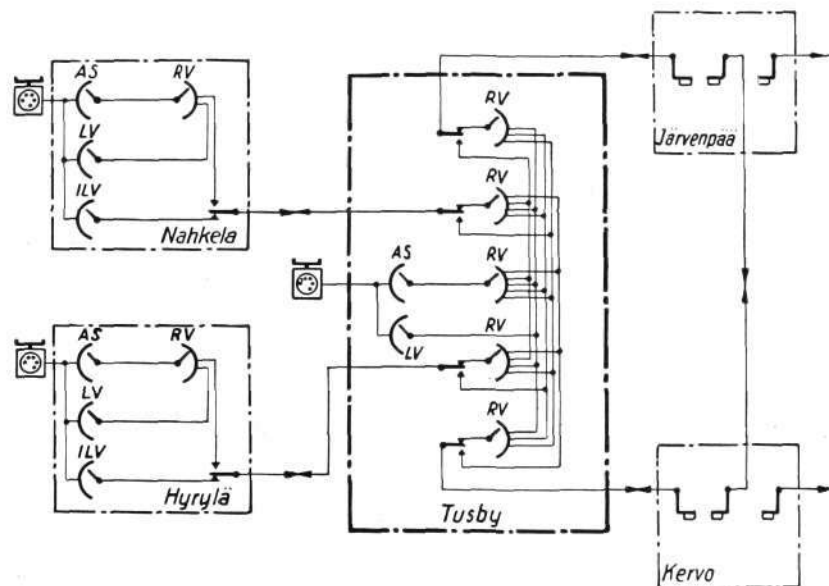 AS RV
LV
ILV
Nahkela
AS RV
LV
ILV
Hyrylä
RV
RV
AS RV
RV
LV
RV
Tusby
Järvenpää
Kervo